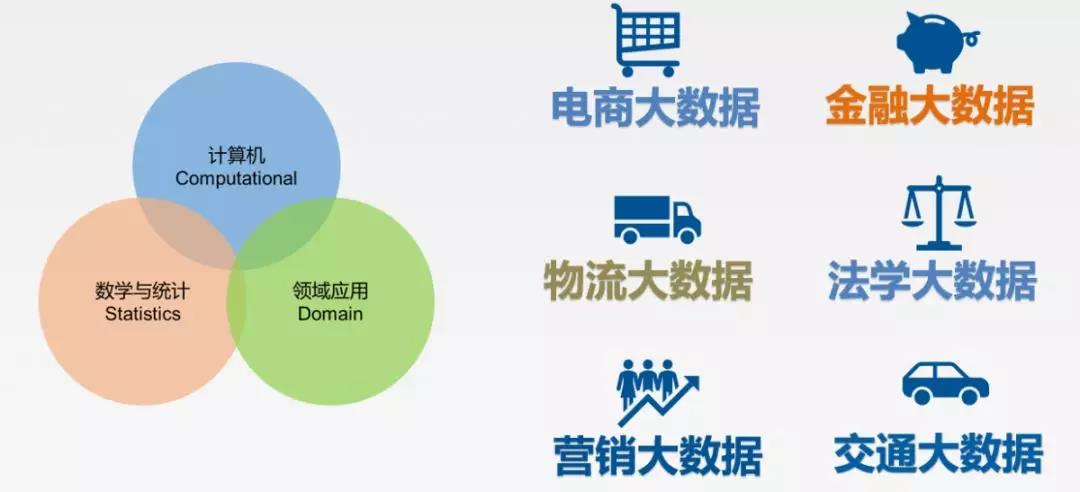 计算机
Computational
数学与统计
Statistics
领域应用
Domain
电商大数据
金融大数据
物流大数据
法学大数据
营销大数据
交通大数据